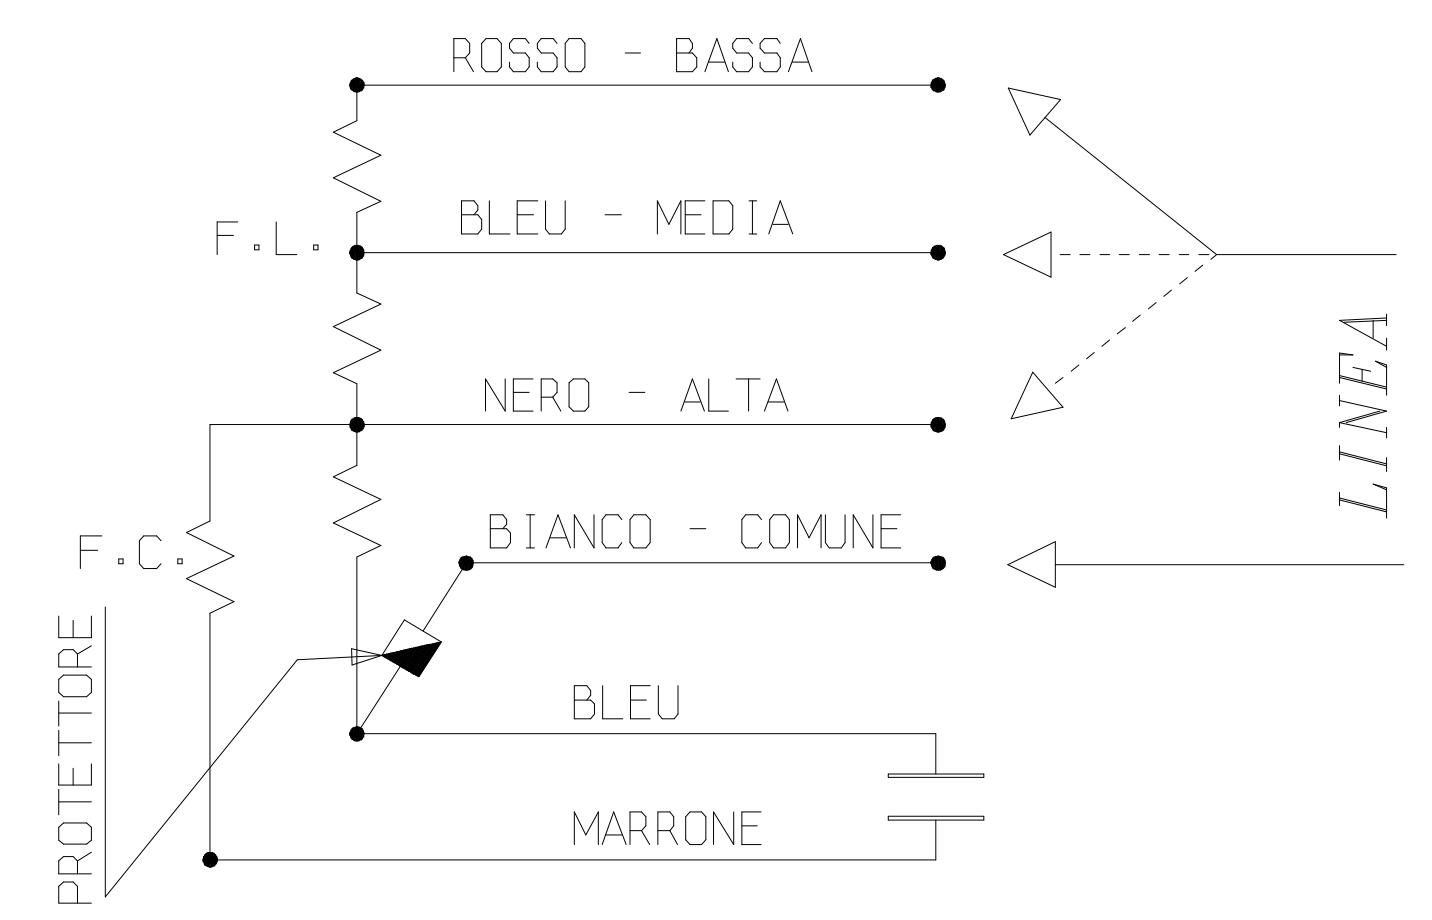 ROSSO - BASSA
BLEU - MEDIA
F.L.
LINEA
NERO - ALTA
BIANCO - COMUNE
F.C.
PROTETTORE
BLEU
MARRONE